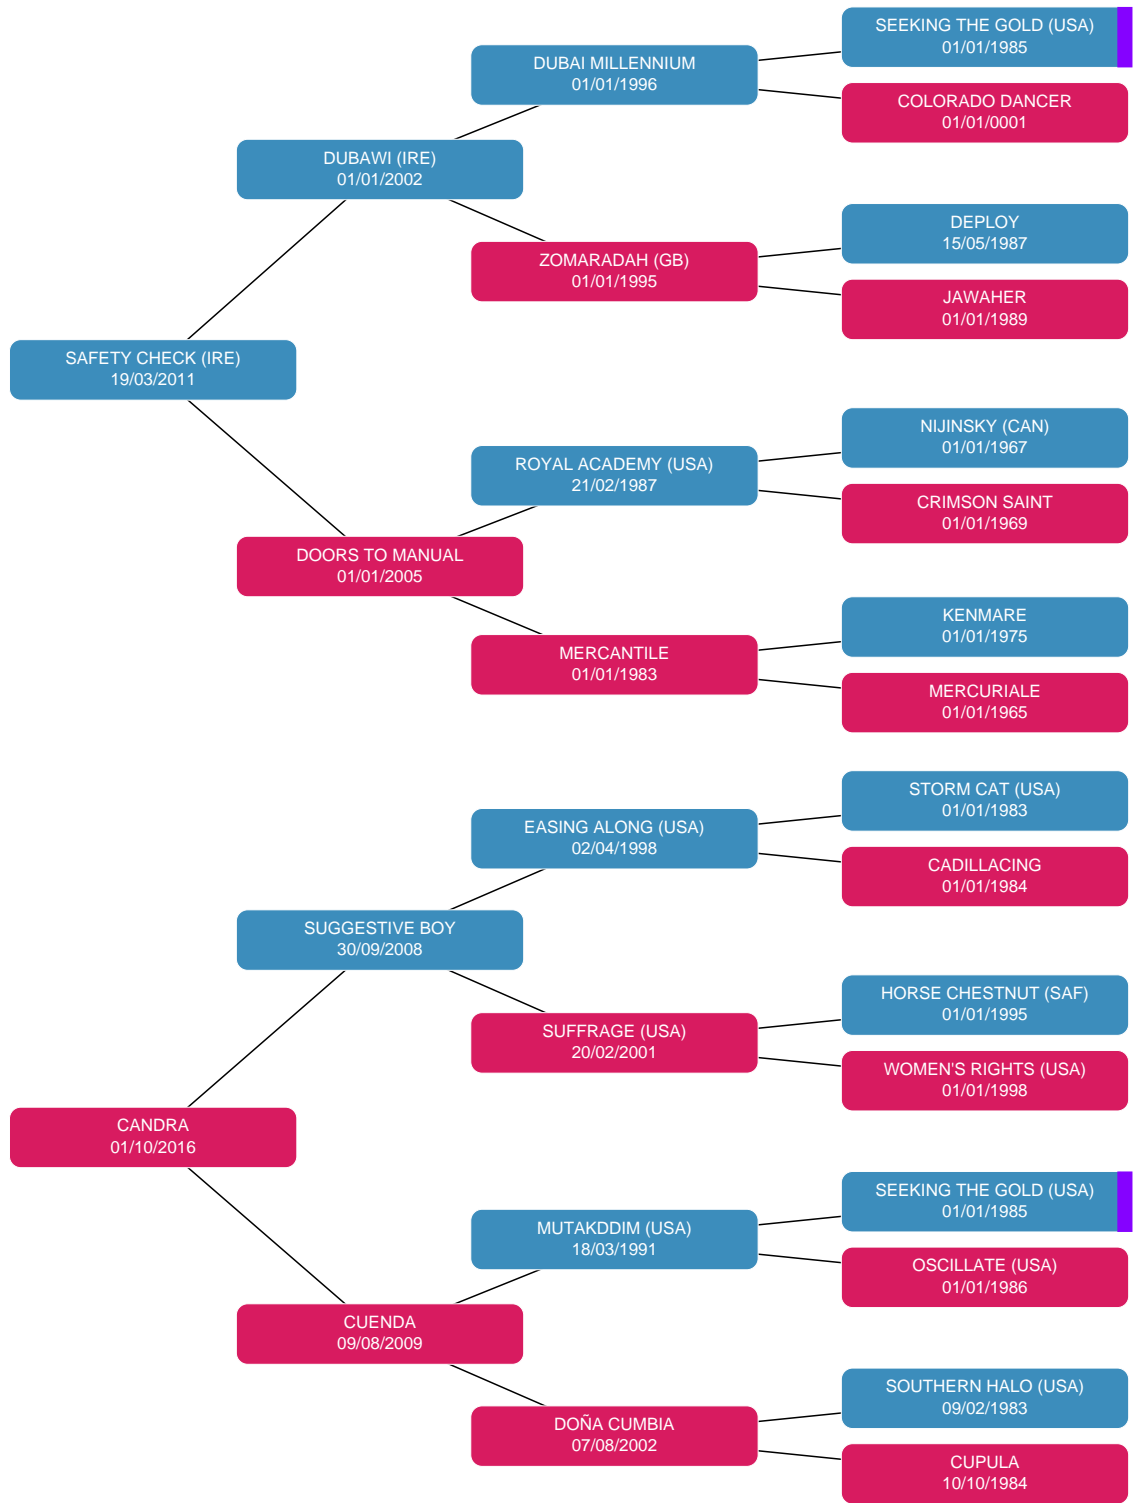 SEEKING THE GOLD (USA)
01/01/1985
DUBAI MILLENNIUM
01/01/1996
COLORADO DANCER
01/01/0001
DUBAWI (IRE)
01/01/2002
DEPLOY
15/05/1987
ZOMARADAH (GB)
01/01/1995
JAWAHER
01/01/1989
SAFETY CHECK (IRE)
19/03/2011
NIJINSKY (CAN)
01/01/1967
ROYAL ACADEMY (USA)
21/02/1987
CRIMSON SAINT
01/01/1969
DOORS TO MANUAL
01/01/2005
KENMARE
01/01/1975
MERCANTILE
01/01/1983
MERCURIALE
01/01/1965
STORM CAT (USA)
01/01/1983
EASING ALONG (USA)
02/04/1998
CADILLACING
01/01/1984
SUGGESTIVE BOY
30/09/2008
HORSE CHESTNUT (SAF)
01/01/1995
SUFFRAGE (USA)
20/02/2001
WOMEN'S RIGHTS (USA)
01/01/1998
CANDRA
01/10/2016
SEEKING THE GOLD (USA)
01/01/1985
MUTAKDDIM (USA)
18/03/1991
OSCILLATE (USA)
01/01/1986
CUENDA
09/08/2009
SOUTHERN HALO (USA)
09/02/1983
DOÑA CUMBIA
07/08/2002
CUPULA
10/10/1984